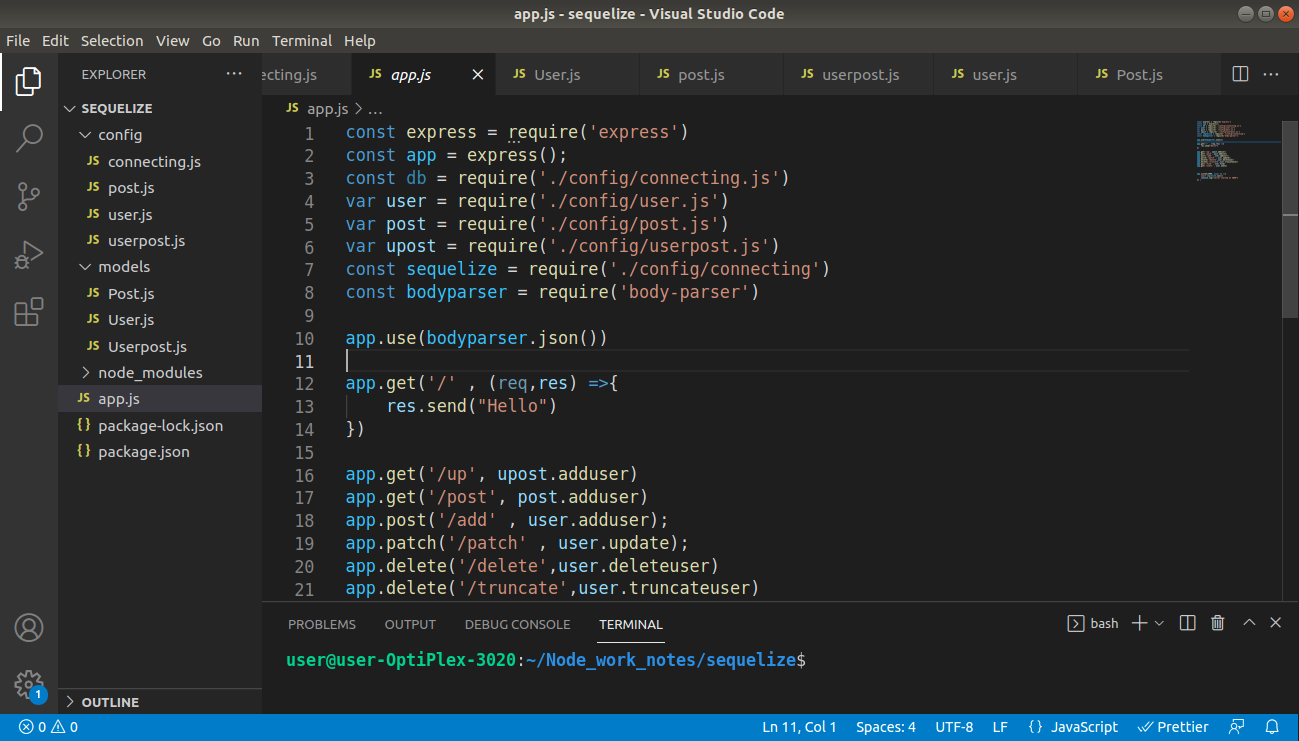 app.js - sequelize - Visual Studio Code
File Edit Selection View Go Run Terminal Help
EXPLORER ...
SEQUELIZE
config
JS connecting.js
JS post.js
JS user.js
JS userpost.js
models
JS Post.js
JS User.js
JS Userpost.js
node_modules
JS app.js
{} package-lock.json
{} package.json
OUTLINE
1
ecting.js JS app.js JS User.js JS post.js JS userpost.js JS user.js JS Post.js ...
JS app.js > ...
1 const express = require('express')
2 const app = express();
3 const db = require('./config/connecting.js')
4 var user = require('./config/user.js')
5 var post = require('./config/post.js')
6 var upost = require('./config/userpost.js')
7 const sequelize = require('./config/connecting')
8 const bodyparser = require('body-parser')
9
10 app.use(bodyparser.json())
11
12 app.get('/' , (req,res) =>{
13 res.send("Hello")
14 })
15
16 app.get('/up', upost.adduser)
17 app.get('/post', post.adduser)
18 app.post('/add' , user.adduser);
19 app.patch('/patch' , user.update);
20 app.delete('/delete',user.deleteuser)
21 app.delete('/truncate',user.truncateuser)
PROBLEMS OUTPUT DEBUG CONSOLE TERMINAL bash
user@user-OptiPlex-3020:~/Node_work_notes/sequelize$
0 0 Ln 11, Col 1 Spaces: 4 UTF-8 LF {} JavaScript Prettier